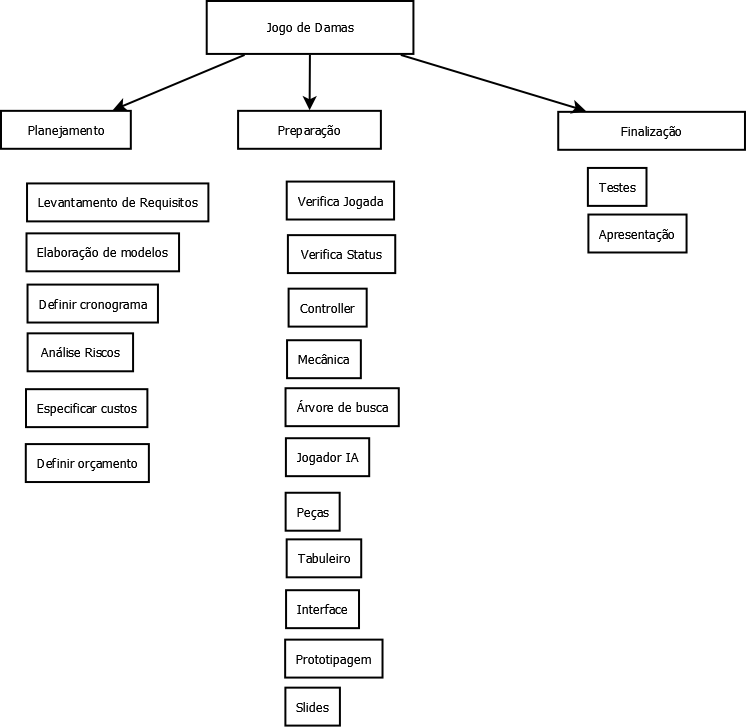 Jogo de Damas
Planejamento
Preparação
Finalização
Levantamento de Requisitos
Elaboração de modelos
Definir cronograma
Análise Riscos
Especificar custos
Definir orçamento
Verifica Jogada
Verifica Status
Controller
Mecânica
Árvore de busca
Jogador IA
Peças
Tabuleiro
Interface
Prototipagem
Slides
Testes
Apresentação